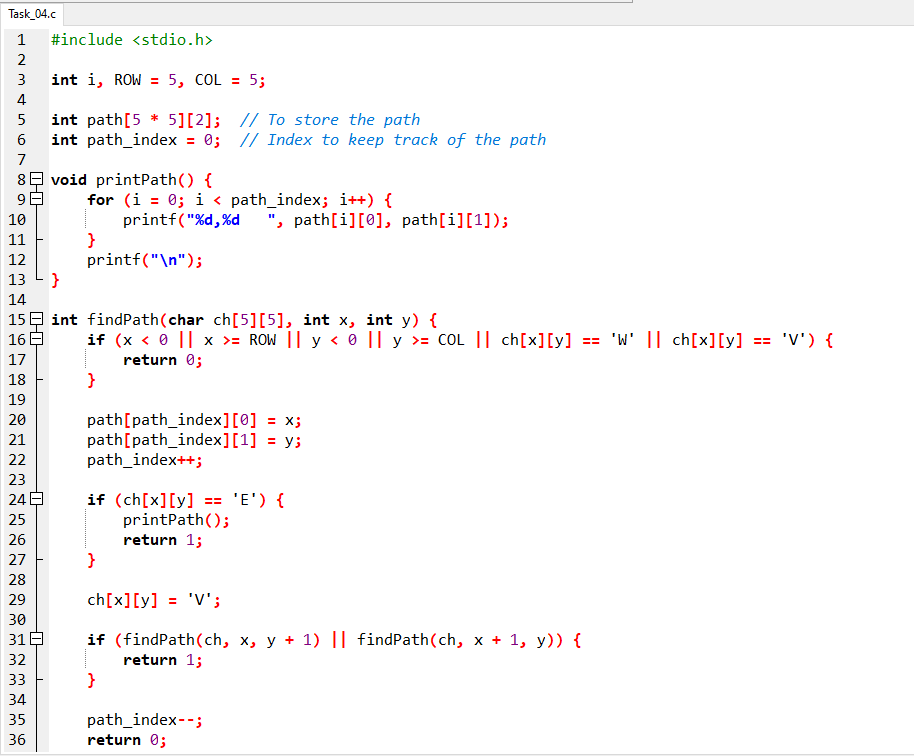 Task_04.c
1 #include <stdio.h>
2
3 int i, ROW = 5, COL = 5;
4
5 int path[5 * 5][2];  // To store the path
6 int path_index = 0;  // Index to keep track of the path
7
8 void printPath() {
9     for (i = 0; i < path_index; i++) {
10         printf("%d,%d   ", path[i][0], path[i][1]);
11     }
12     printf("\n");
13 }
14
15 int findPath(char ch[5][5], int x, int y) {
16     if (x < 0 || x >= ROW || y < 0 || y >= COL || ch[x][y] == 'W' || ch[x][y] == 'V') {
17         return 0;
18     }
19
20     path[path_index][0] = x;
21     path[path_index][1] = y;
22     path_index++;
23
24     if (ch[x][y] == 'E') {
25         printPath();
26         return 1;
27     }
28
29     ch[x][y] = 'V';
30
31     if (findPath(ch, x, y + 1) || findPath(ch, x + 1, y)) {
32         return 1;
33     }
34
35     path_index--;
36     return 0;